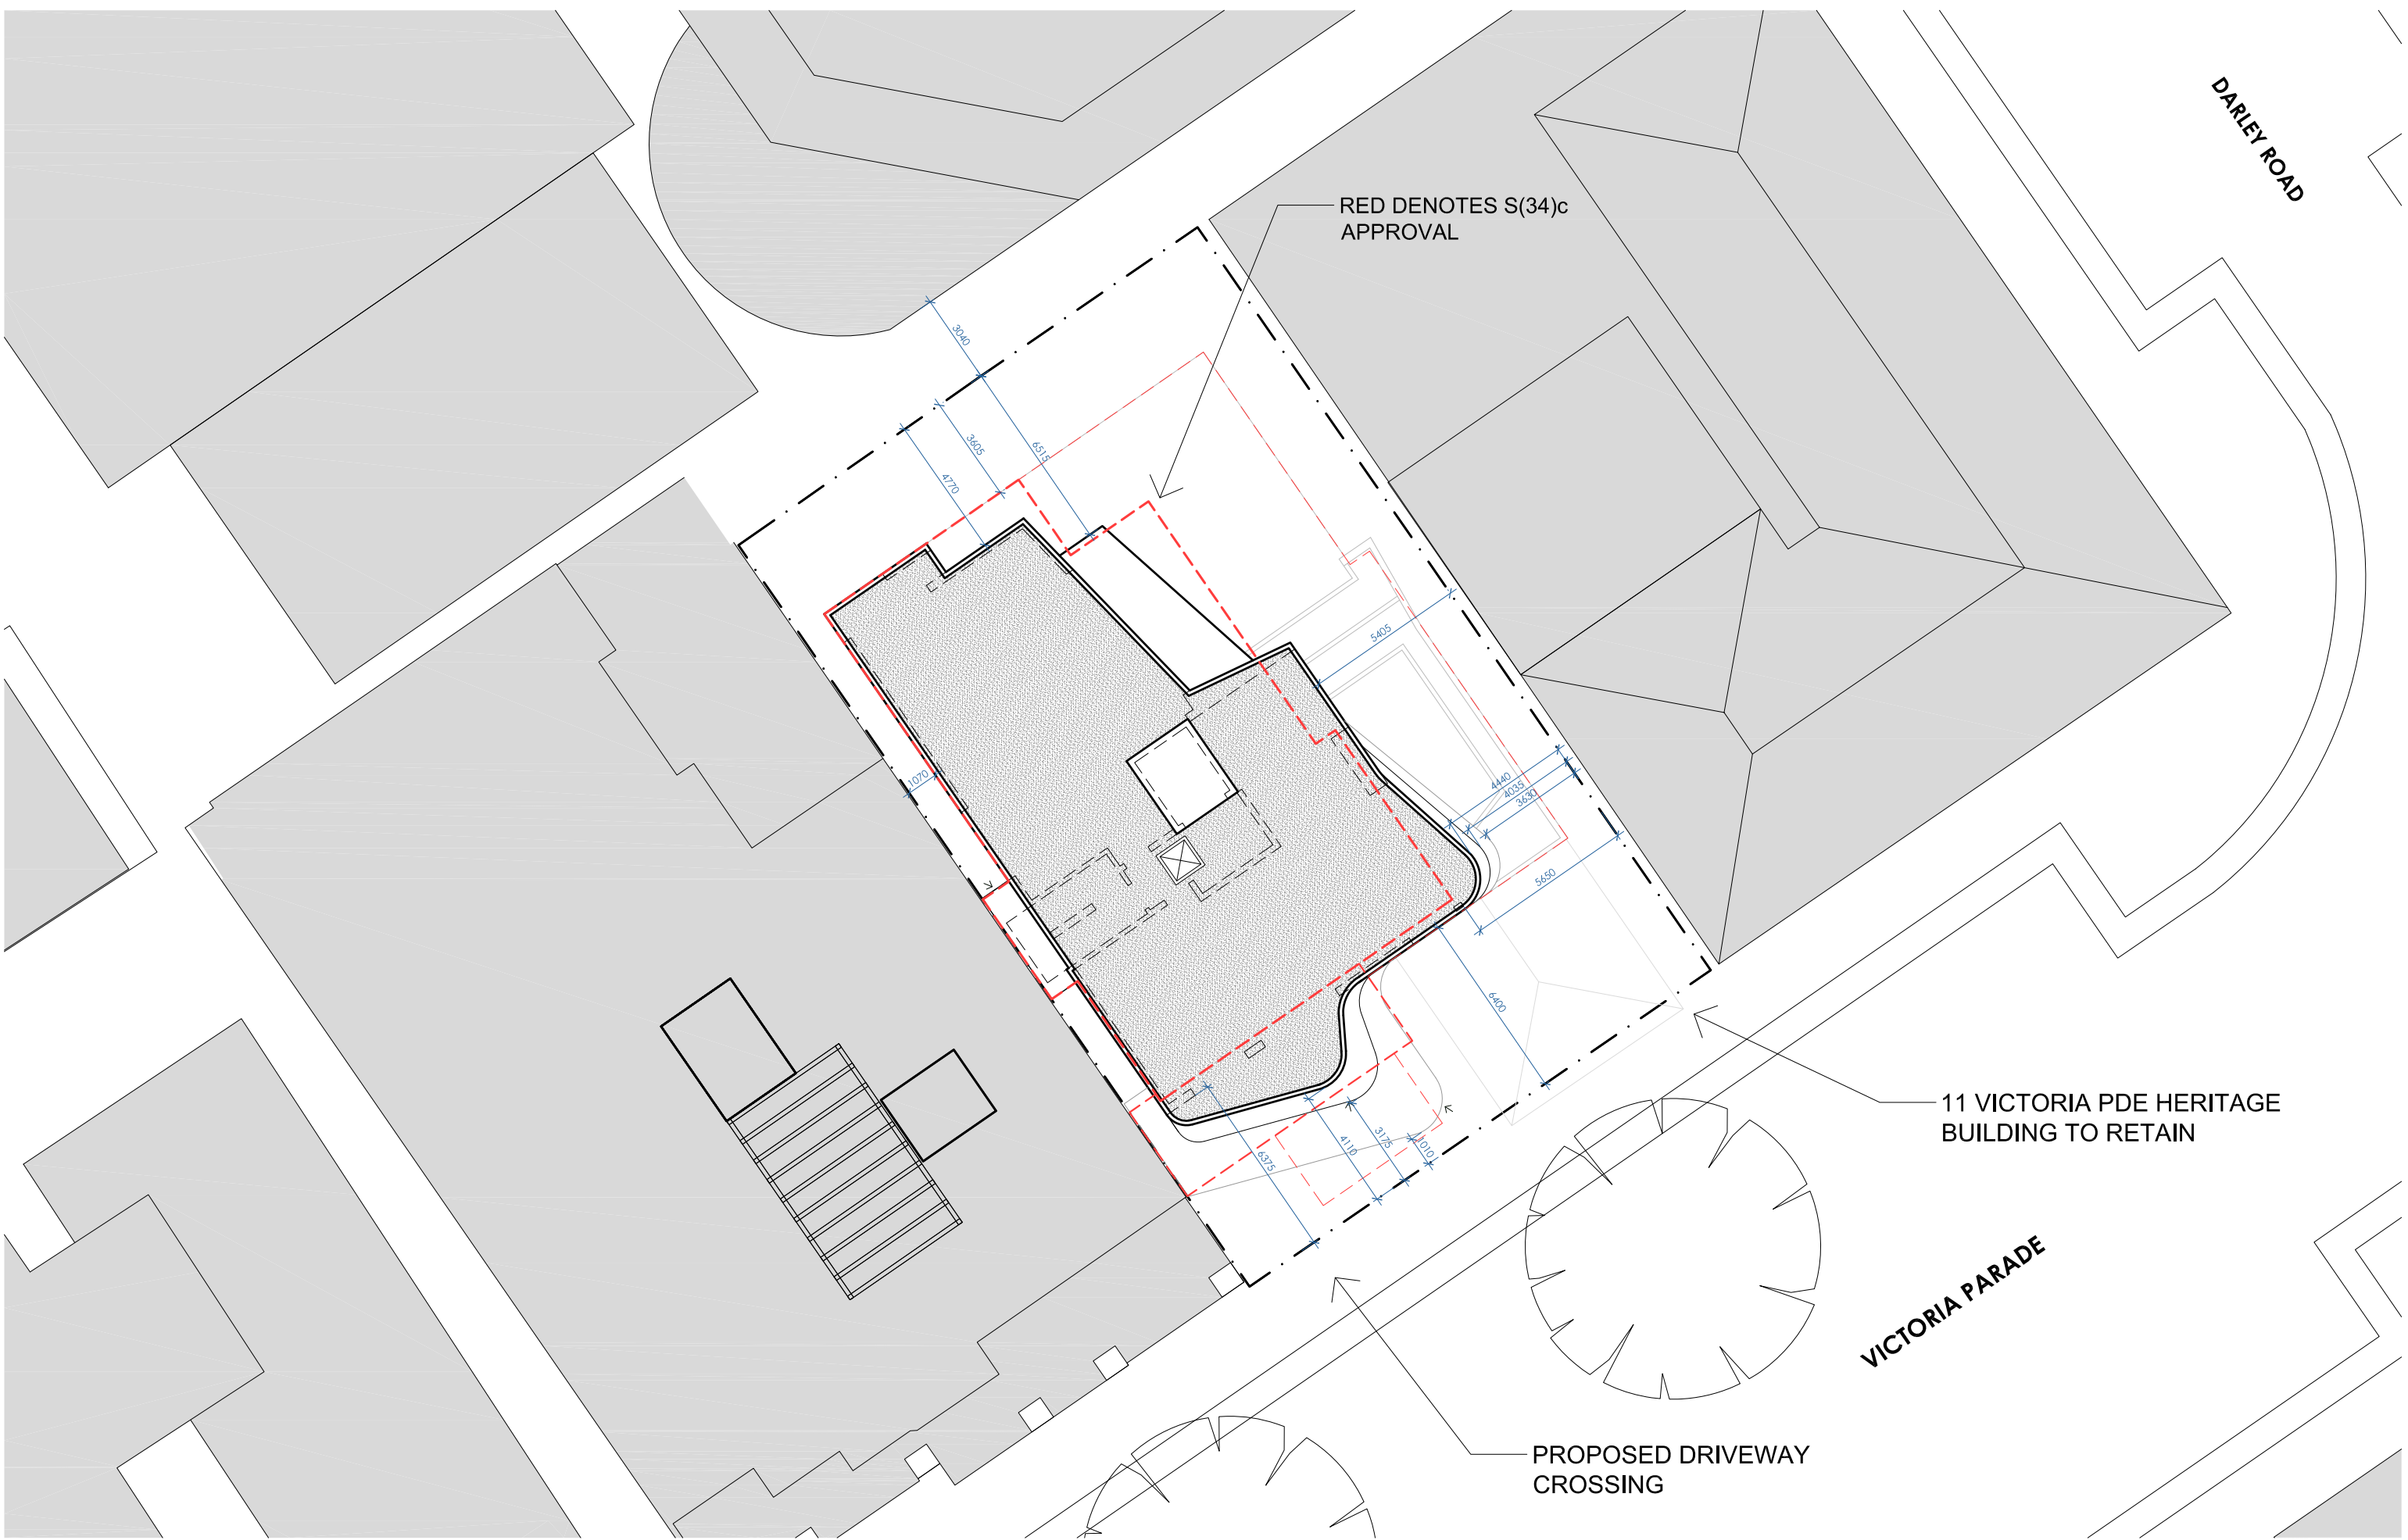 DARLEY ROAD
RED DENOTES S(34)c
APPROVAL
3040
3605
6515
4770
5405
1070
4440
4035
3630
5650
6400
11 VICTORIA PDE HERITAGE
BUILDING TO RETAIN
6375
4110
3175
1010
VICTORIA PARADE
PROPOSED DRIVEWAY
CROSSING